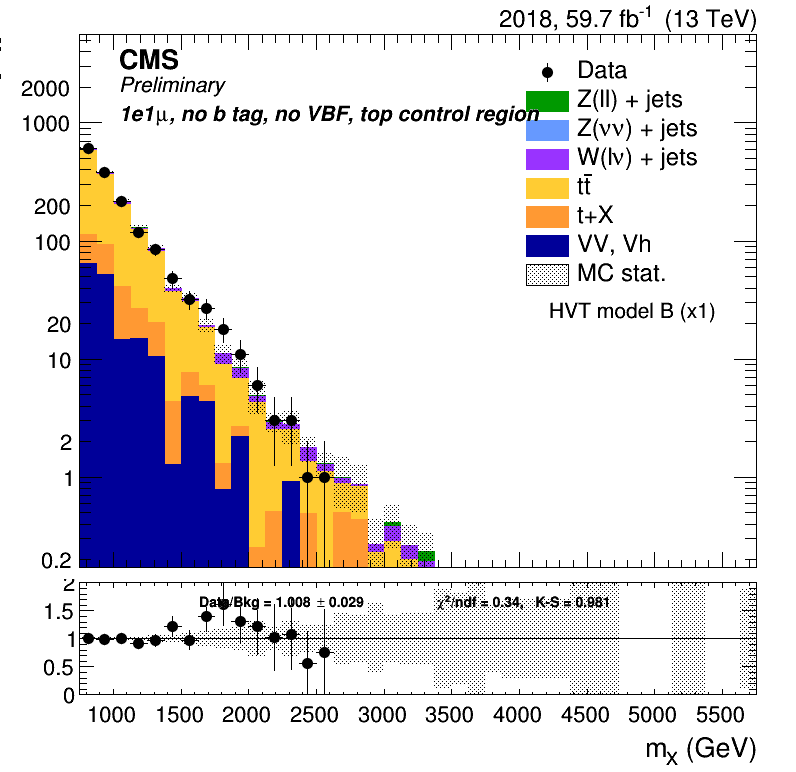 2018, 59.7 fb⁻¹ (13 TeV)
CMS
Preliminary
1e1μ, no b tag, no VBF, top control region
Data
Z(ll) + jets
Z(νν) + jets
W(lν) + jets
tt̄
t+X
VV, Vh
MC stat.
HVT model B (x1)
2000
1000
200
100
20
10
2
1
0.2
2
1.5
1
0.5
0
Data/Bkg = 1.008 ± 0.029
χ²/ndf = 0.34, K-S = 0.981
1000 1500 2000 2500 3000 3500 4000 4500 5000 5500
m_X (GeV)